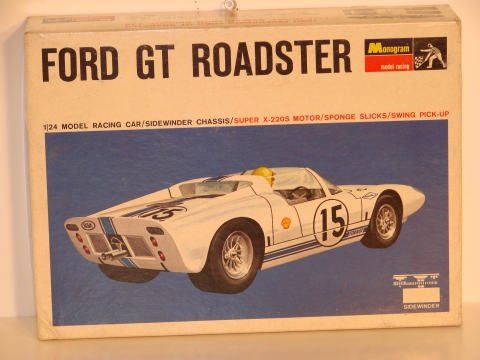 FORD GT ROADSTER
Monogram
model racing
1/24 MODEL RACING CAR/SIDEWINDER CHASSIS/SUPER X-220S MOTOR/SPONGE SLICKS/SWING PICK-UP
15
15
SIDEWINDER